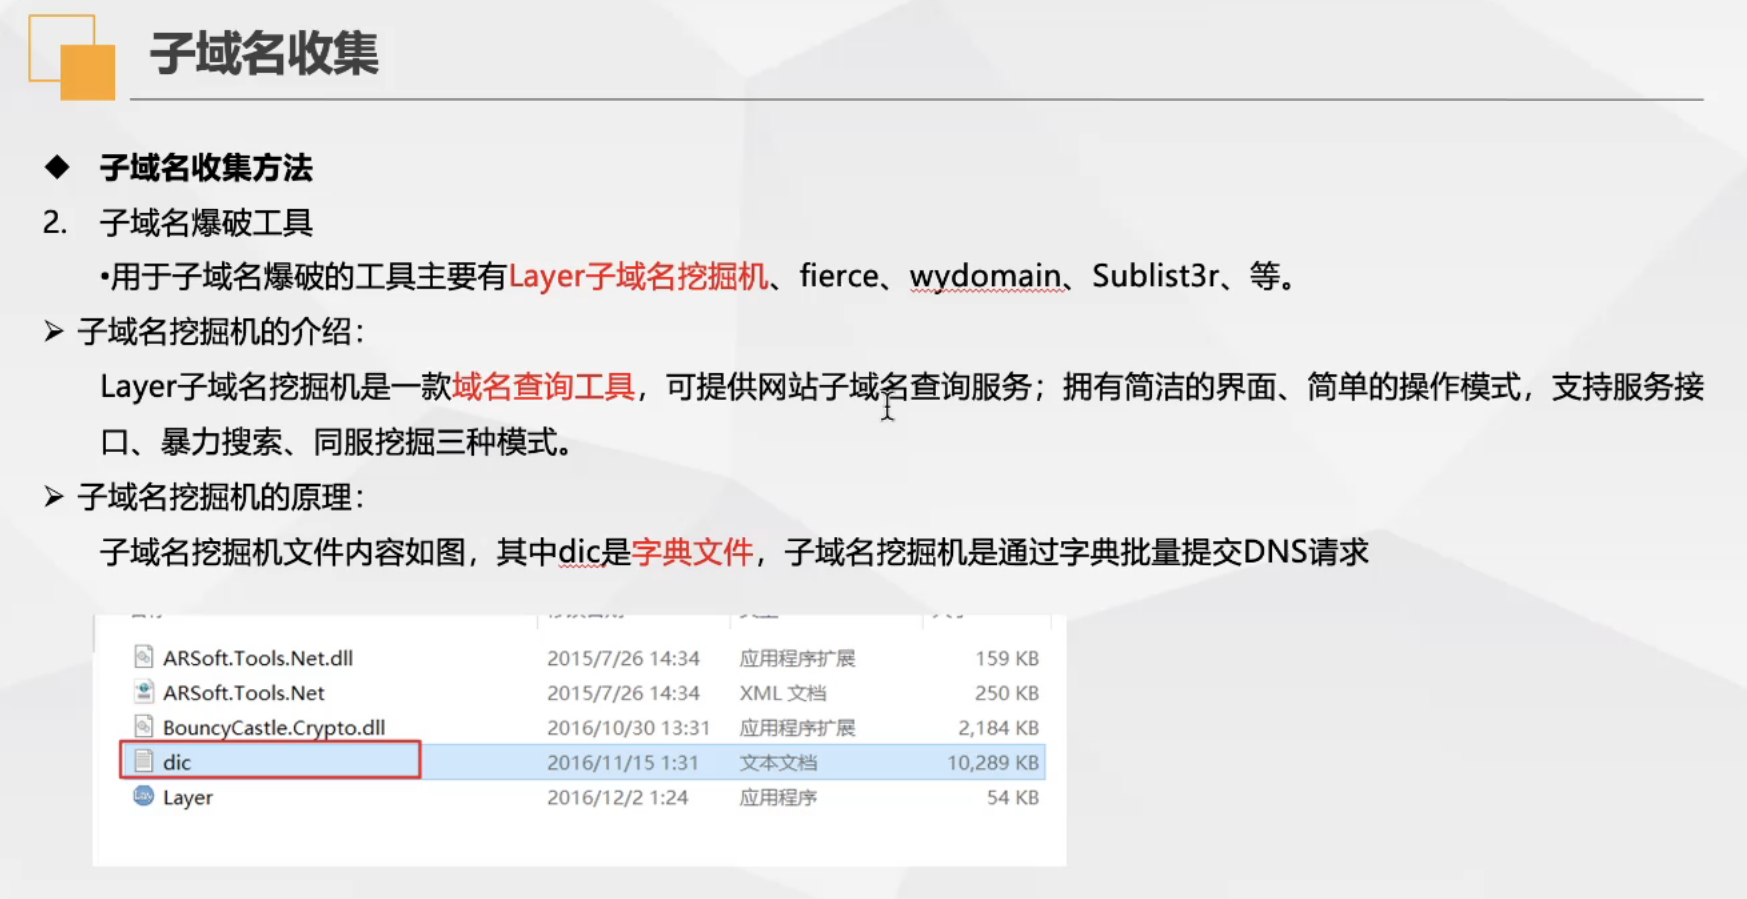 子域名收集
◆ 子域名收集方法
2. 子域名爆破工具
•用于子域名爆破的工具主要有Layer子域名挖掘机、fierce、wydomain、Sublist3r、等。
➢ 子域名挖掘机的介绍：
Layer子域名挖掘机是一款域名查询工具，可提供网站子域名查询服务；拥有简洁的界面、简单的操作模式，支持服务接
口、暴力搜索、同服挖掘三种模式。
➢ 子域名挖掘机的原理：
子域名挖掘机文件内容如图，其中dic是字典文件，子域名挖掘机是通过字典批量提交DNS请求
ARSoft.Tools.Net.dll 2015/7/26 14:34 应用程序扩展 159 KB
ARSoft.Tools.Net 2015/7/26 14:34 XML 文档 250 KB
BouncyCastle.Crypto.dll 2016/10/30 13:31 应用程序扩展 2,184 KB
dic 2016/11/15 1:31 文本文档 10,289 KB
Layer 2016/12/2 1:24 应用程序 54 KB